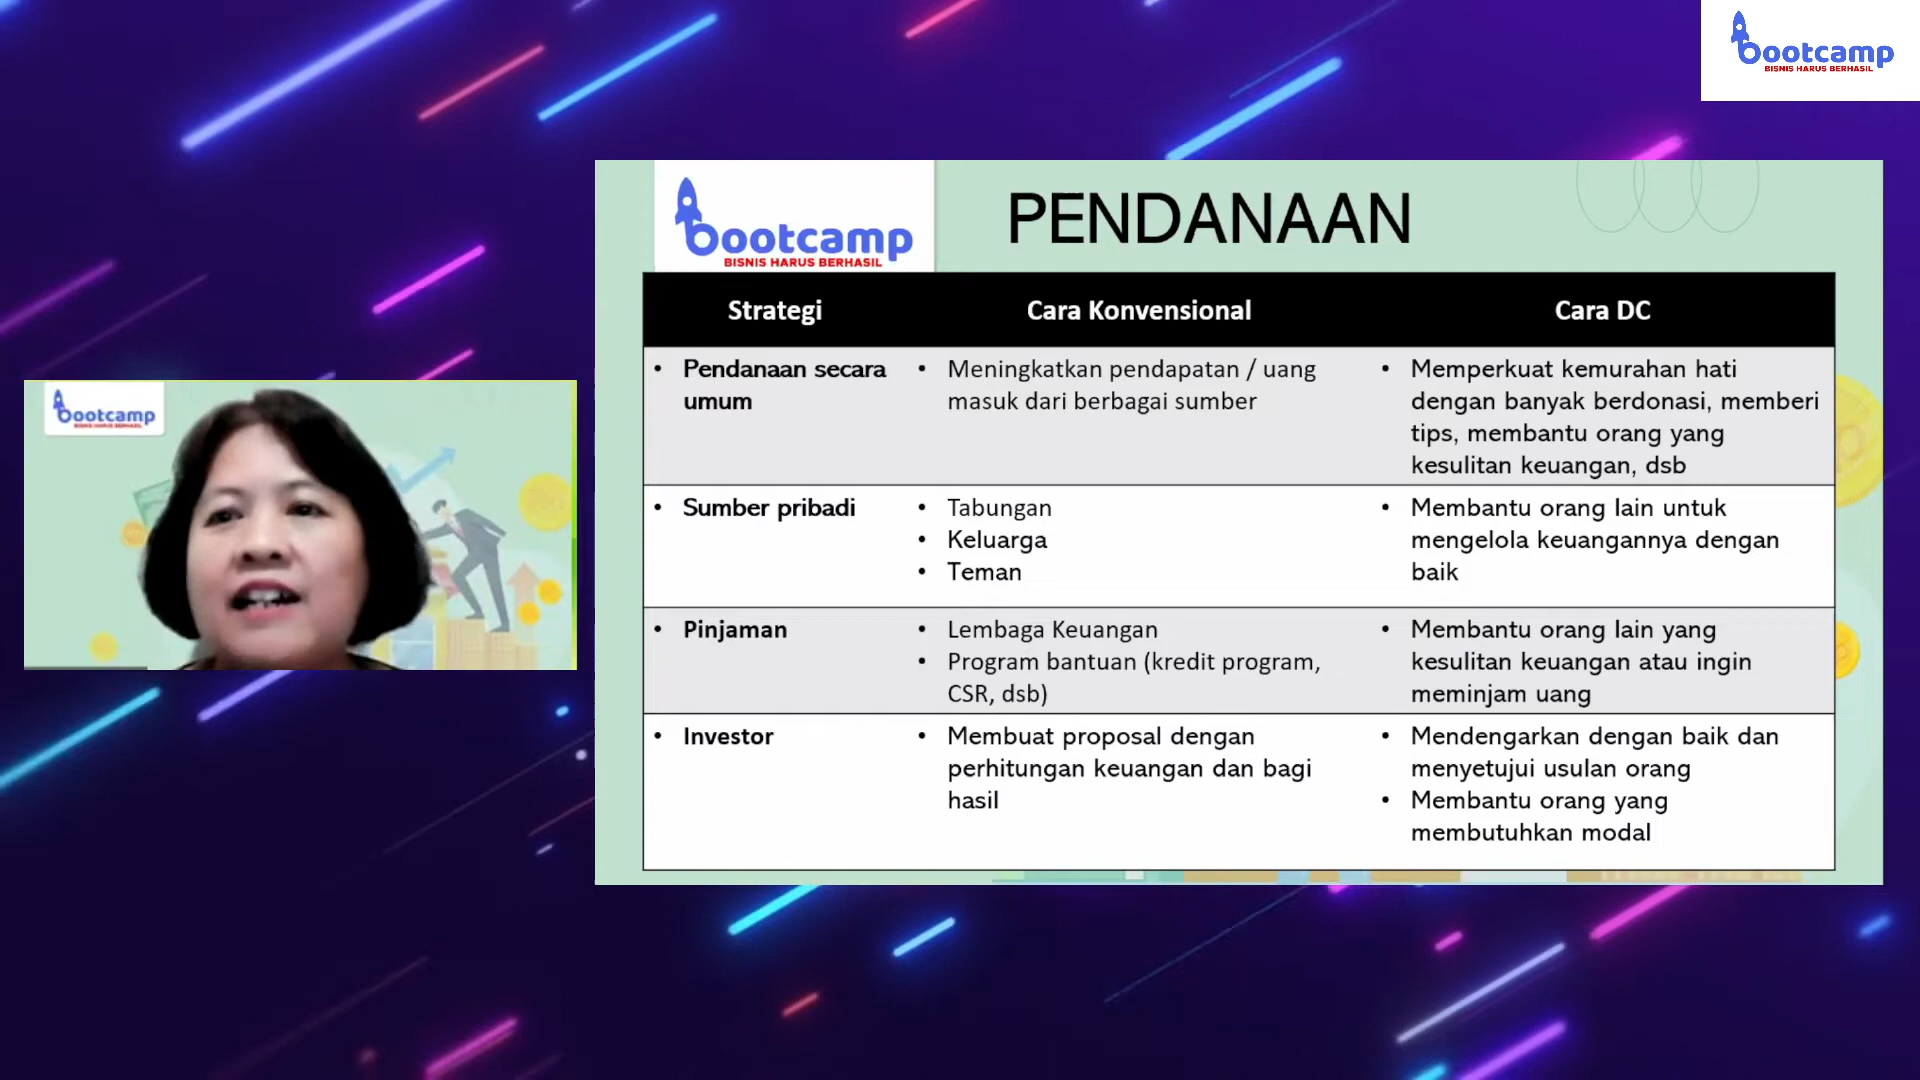 bootcamp
BISNIS HARUS BERHASIL
bootcamp
BISNIS HARUS BERHASIL
PENDANAAN
Strategi
Cara Konvensional
Cara DC
• Pendanaan secara
umum
• Meningkatkan pendapatan / uang
masuk dari berbagai sumber
• Memperkuat kemurahan hati
dengan banyak berdonasi, memberi
tips, membantu orang yang
kesulitan keuangan, dsb
• Sumber pribadi
• Tabungan
• Keluarga
• Teman
• Membantu orang lain untuk
mengelola keuangannya dengan
baik
• Pinjaman
• Lembaga Keuangan
• Program bantuan (kredit program,
CSR, dsb)
• Membantu orang lain yang
kesulitan keuangan atau ingin
meminjam uang
• Investor
• Membuat proposal dengan
perhitungan keuangan dan bagi
hasil
• Mendengarkan dengan baik dan
menyetujui usulan orang
• Membantu orang yang
membutuhkan modal
bootcamp
BISNIS HARUS BERHASIL